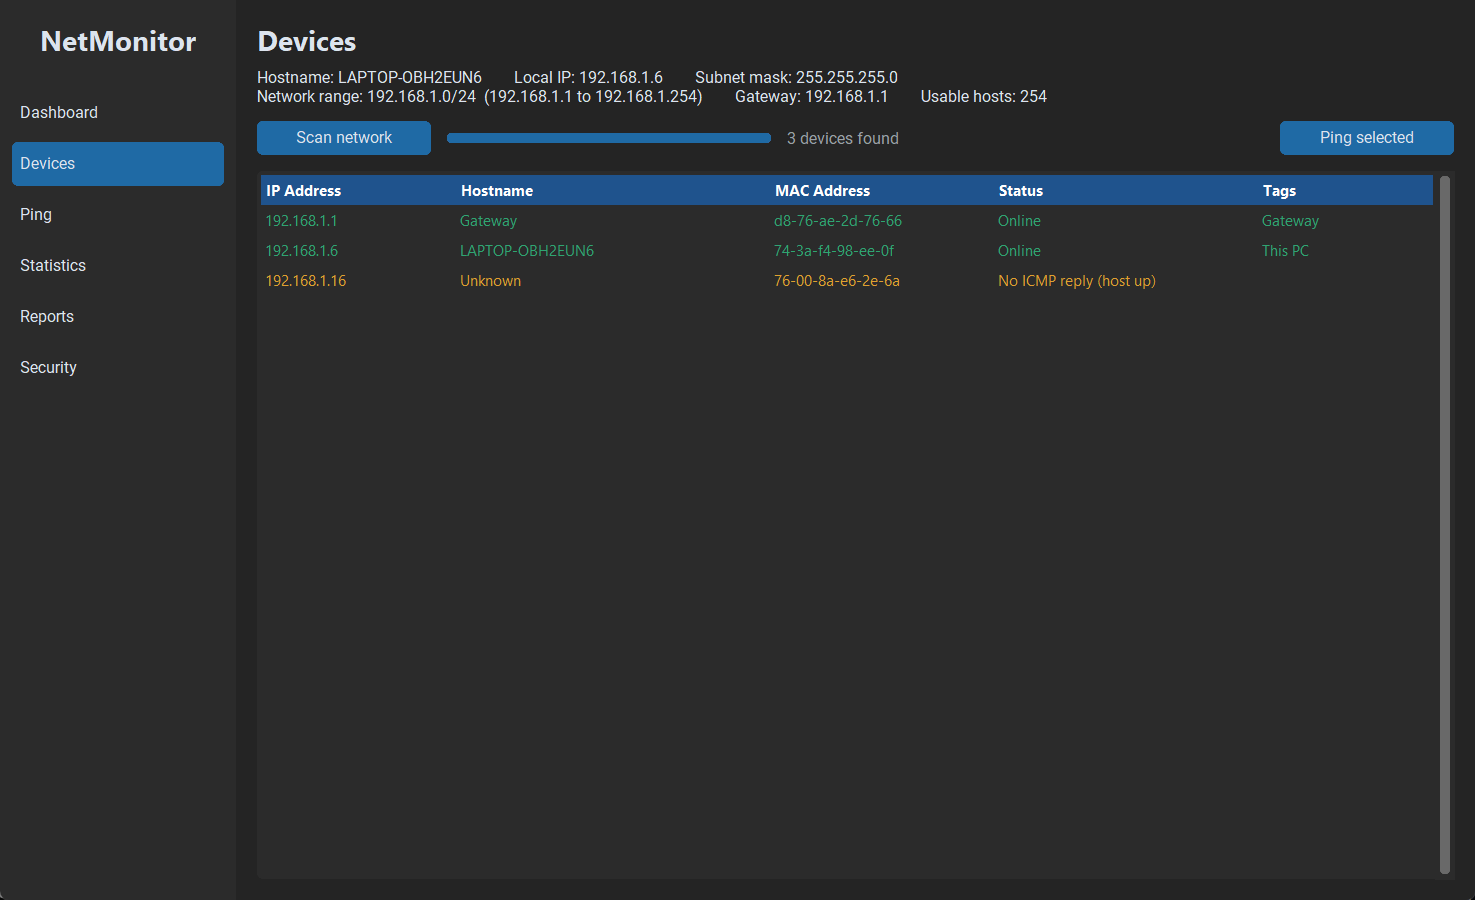 NetMonitor
Dashboard
Devices
Ping
Statistics
Reports
Security
Devices
Hostname: LAPTOP-OBH2EUN6 Local IP: 192.168.1.6 Subnet mask: 255.255.255.0
Network range: 192.168.1.0/24 (192.168.1.1 to 192.168.1.254) Gateway: 192.168.1.1 Usable hosts: 254
Scan network 3 devices found Ping selected
IP Address Hostname MAC Address Status Tags
192.168.1.1 Gateway d8-76-ae-2d-76-66 Online Gateway
192.168.1.6 LAPTOP-OBH2EUN6 74-3a-f4-98-ee-0f Online This PC
192.168.1.16 Unknown 76-00-8a-e6-2e-6a No ICMP reply (host up)